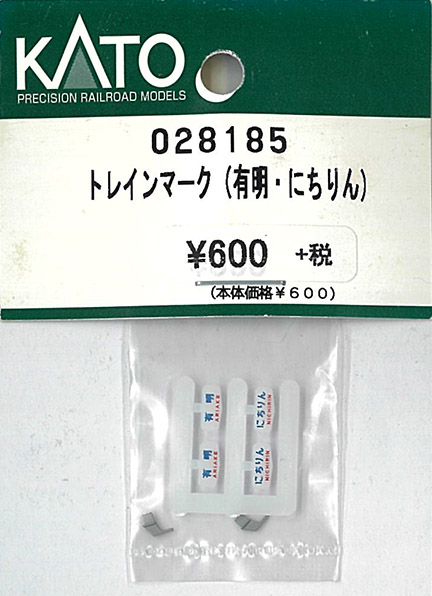 KATO
PRECISION RAILROAD MODELS
028185
トレインマーク(有明・にちりん)
¥600 +税
(本体価格¥600)
有明
ARIAKE
にちりん
NICHIRIN
有明
ARIAKE
にちりん
NICHIRIN